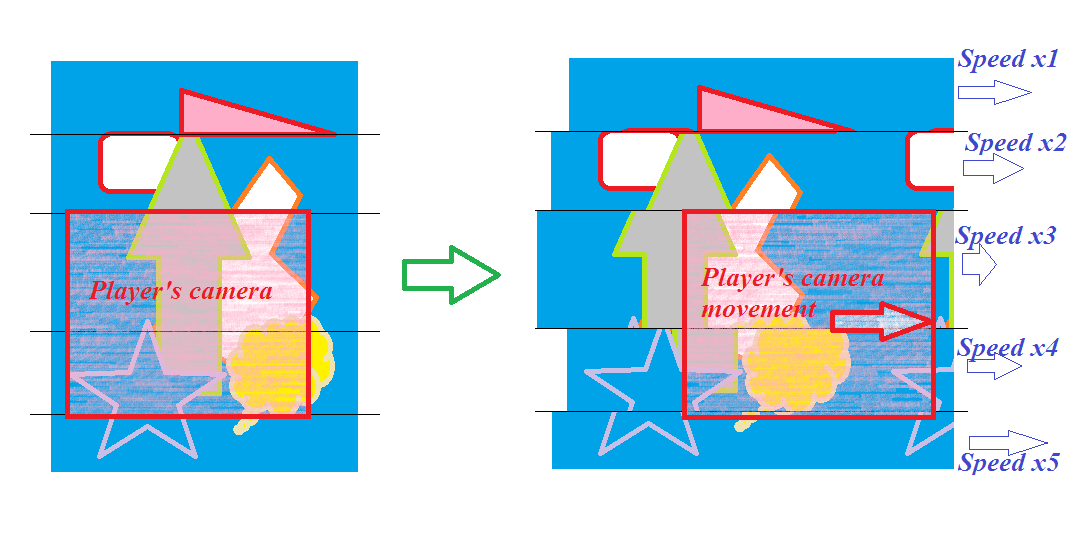 Speed x1
Speed x2
Speed x3
Player's camera
Player's camera
movement
Speed x4
Speed x5